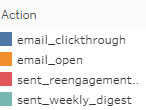 Action
email_clickthrough
email_open
sent_reengagement..
sent_weekly_digest